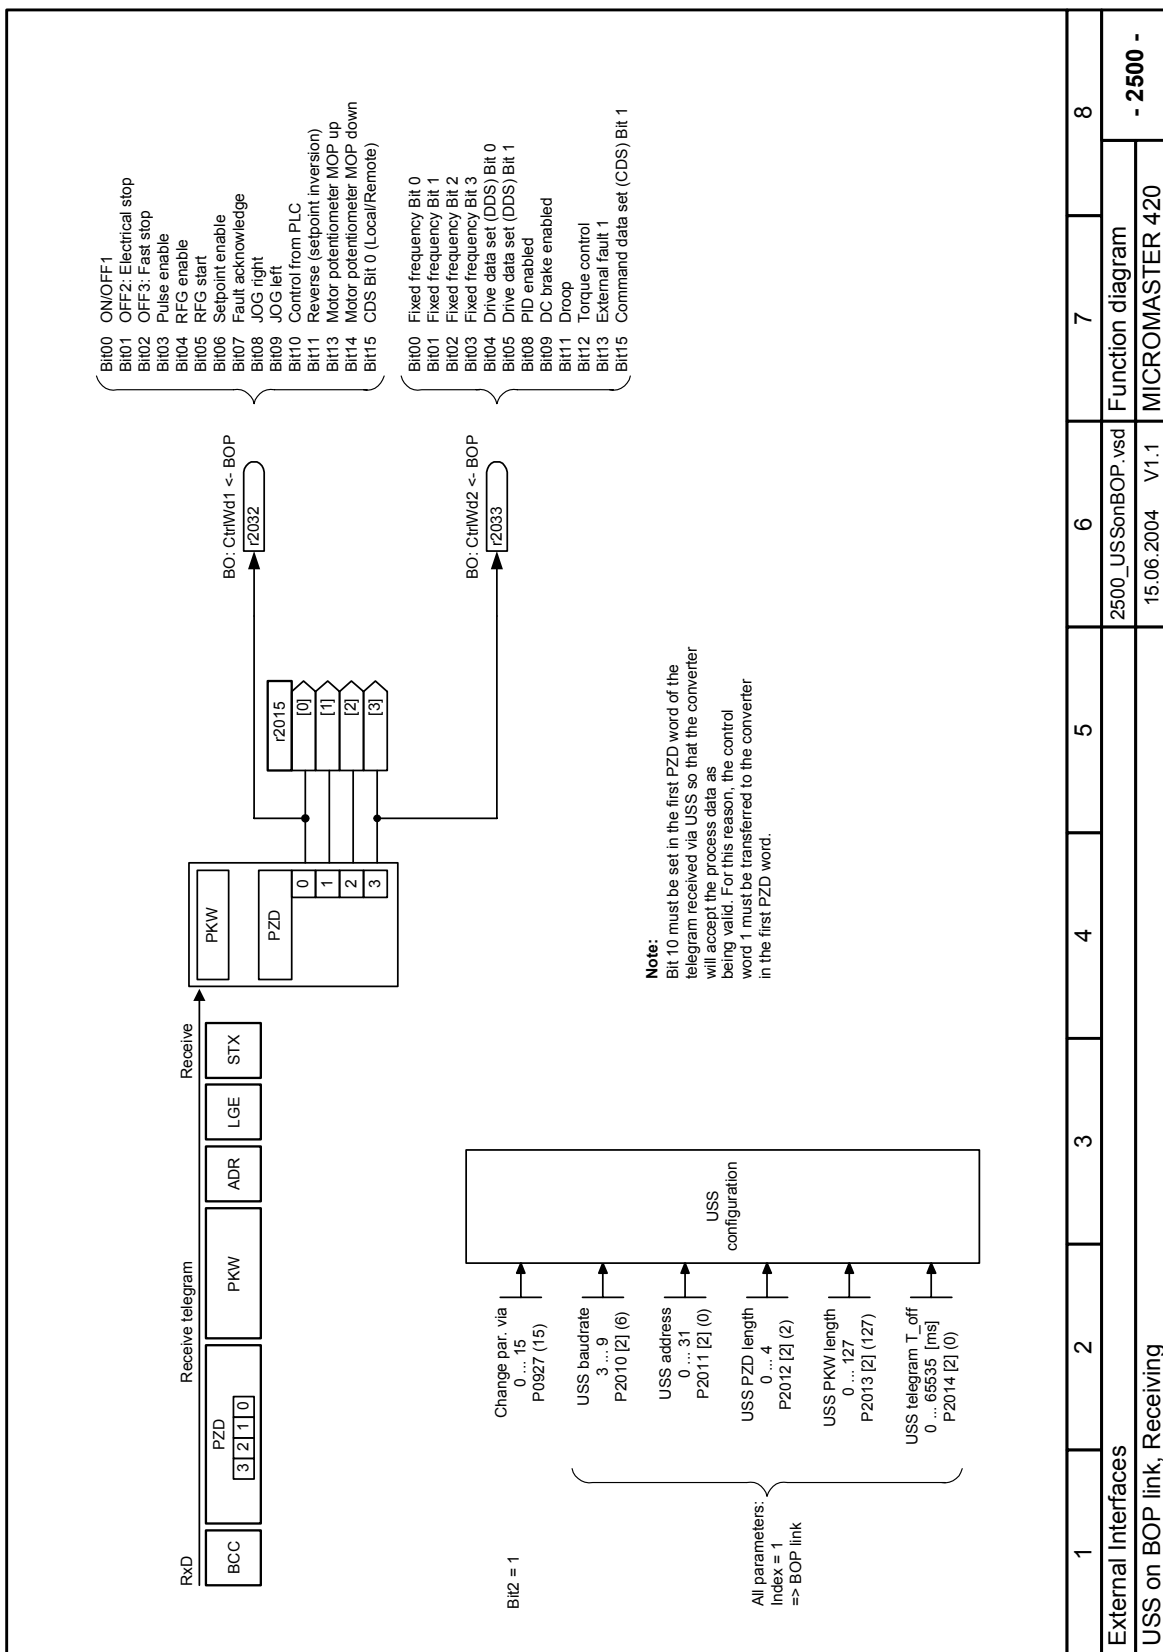 RxD
Receive telegram
Receive
BCC
PZD
3 2 1 0
PKW
ADR
LGE
STX
PKW
PZD
0
1
2
3
r2015
[0]
[1]
[2]
[3]
BO: CtrlWd1 <- BOP
r2032
BO: CtrlWd2 <- BOP
r2033
Bit00 ON/OFF1
Bit01 OFF2: Electrical stop
Bit02 OFF3: Fast stop
Bit03 Pulse enable
Bit04 RFG enable
Bit05 RFG start
Bit06 Setpoint enable
Bit07 Fault acknowledge
Bit08 JOG right
Bit09 JOG left
Bit10 Control from PLC
Bit11 Reverse (setpoint inversion)
Bit13 Motor potentiometer MOP up
Bit14 Motor potentiometer MOP down
Bit15 CDS Bit 0 (Local/Remote)
Bit00 Fixed frequency Bit 0
Bit01 Fixed frequency Bit 1
Bit02 Fixed frequency Bit 2
Bit03 Fixed frequency Bit 3
Bit04 Drive data set (DDS) Bit 0
Bit05 Drive data set (DDS) Bit 1
Bit08 PID enabled
Bit09 DC brake enabled
Bit11 Droop
Bit12 Torque control
Bit13 External fault 1
Bit15 Command data set (CDS) Bit 1
Bit2 = 1
Change par. via
0 ... 15
P0927 (15)
USS baudrate
3 ... 9
P2010 [2] (6)
USS address
0 ... 31
P2011 [2] (0)
USS PZD length
0 ... 4
P2012 [2] (2)
USS PKW length
0 ... 127
P2013 [2] (127)
USS telegram T_off
0 ... 65535 [ms]
P2014 [2] (0)
All parameters:
Index = 1
=> BOP link
USS
configuration
Note:
Bit 10 must be set in the first PZD word of the
telegram received via USS so that the converter
will accept the process data as
being valid. For this reason, the control
word 1 must be transferred to the converter
in the first PZD word.
1 2 3 4 5 6 7 8
External Interfaces
2500_USSonBOP.vsd
Function diagram
- 2500 -
USS on BOP link, Receiving
15.06.2004 V1.1
MICROMASTER 420